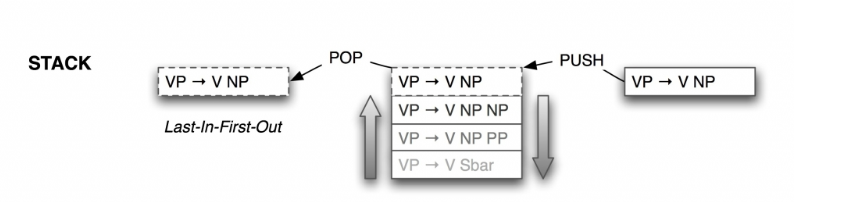 STACK
POP
PUSH
VP → V NP
VP → V NP
VP → V NP
Last-In-First-Out
VP → V NP NP
VP → V NP PP
VP → V Sbar